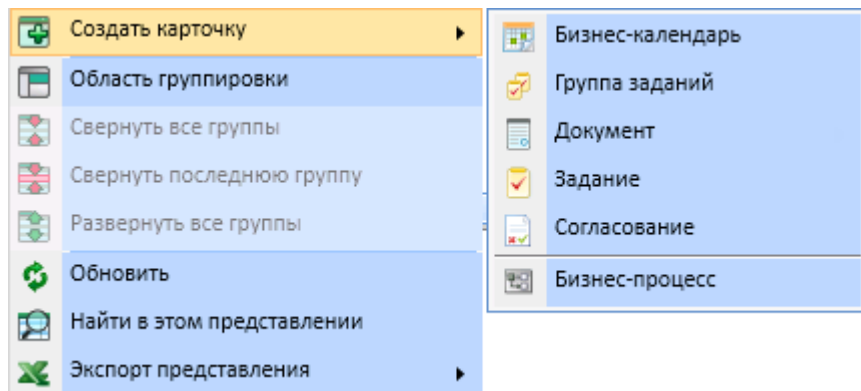 Создать карточку
Область группировки
Свернуть все группы
Свернуть последнюю группу
Развернуть все группы
Обновить
Найти в этом представлении
Экспорт представления
Бизнес-календарь
Группа заданий
Документ
Задание
Согласование
Бизнес-процесс